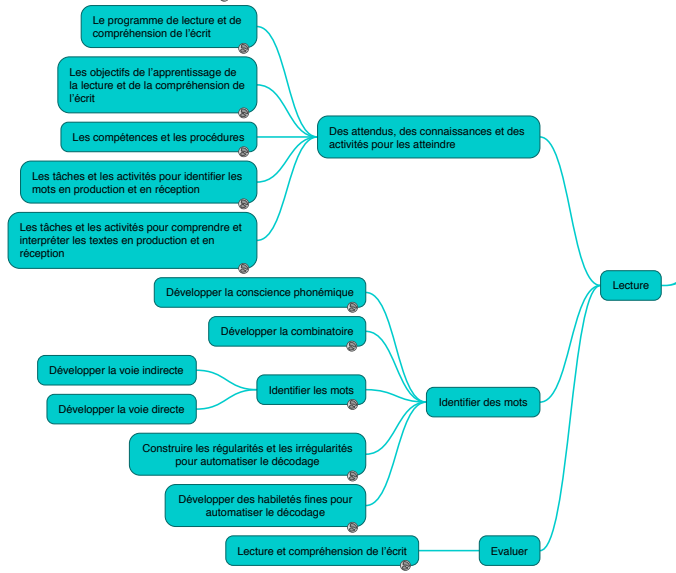 Le programme de lecture et de
compréhension de l'écrit
Les objectifs de l'apprentissage de
la lecture et de la compréhension de
l'écrit
Les compétences et les procédures
Les tâches et les activités pour identifier les
mots en production et en réception
Les tâches et les activités pour comprendre et
interpréter les textes en production et en
réception
Des attendus, des connaissances et des
activités pour les atteindre
Lecture
Développer la conscience phonémique
Développer la combinatoire
Développer la voie indirecte
Développer la voie directe
Identifier les mots
Construire les régularités et les irrégularités
pour automatiser le décodage
Développer des habiletés fines pour
automatiser le décodage
Identifier des mots
Lecture et compréhension de l'écrit
Evaluer